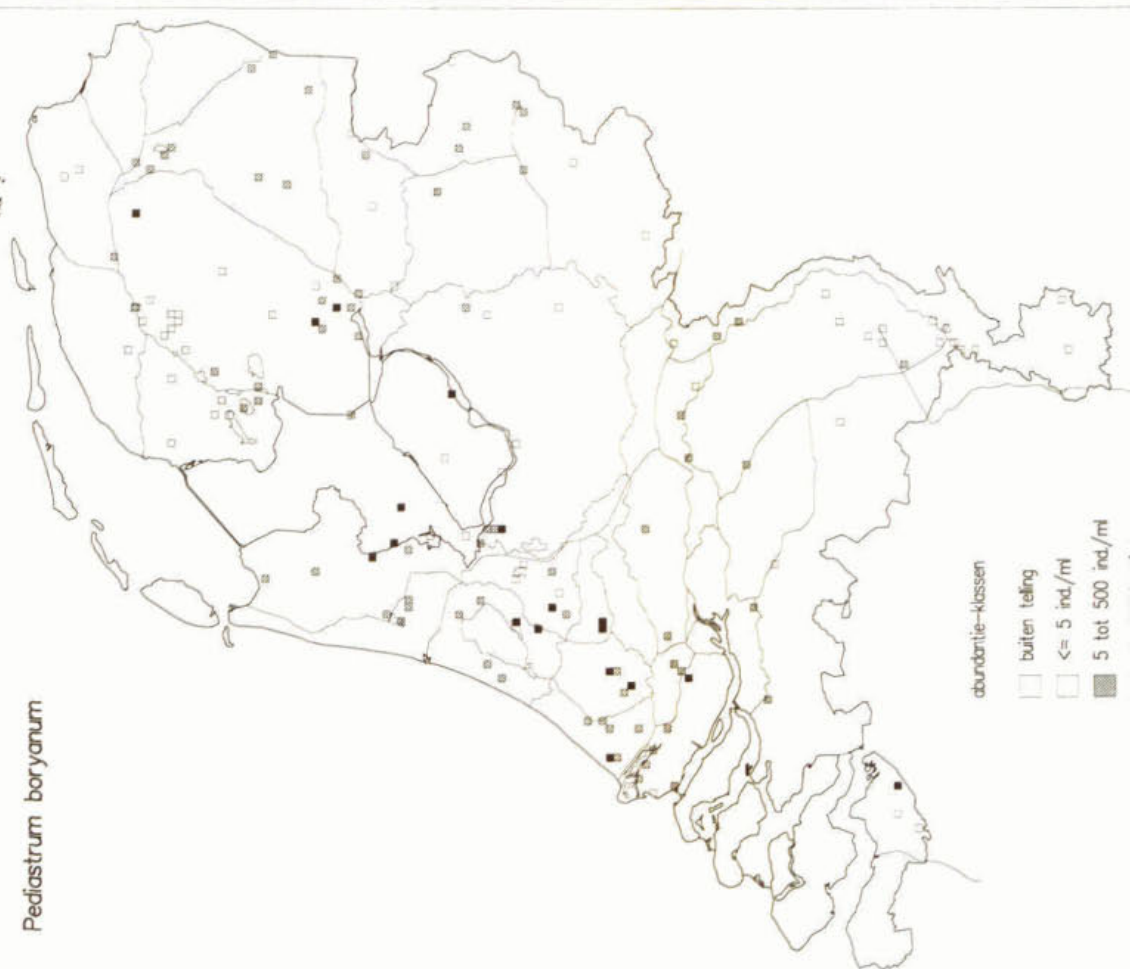 Pediastrum boryanum
abundantie-klassen
buiten telling
<= 5 ind./ml
5 tot 500 ind./ml